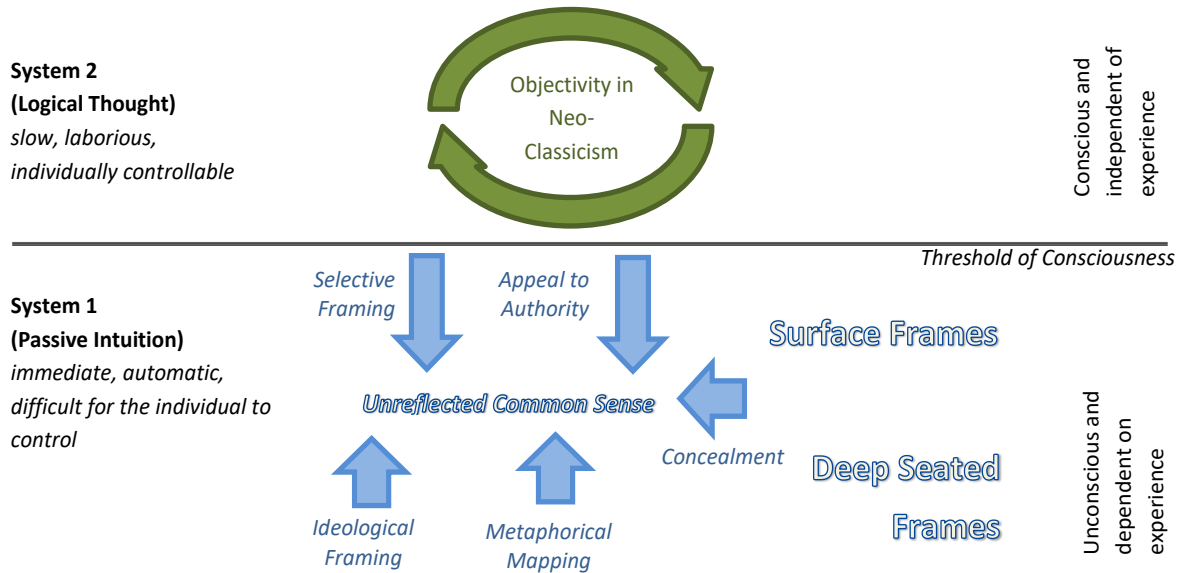 System 2
(Logical Thought)
slow, laborious,
individually controllable
Objectivity in
Neo-
Classicism
Conscious and
independent of
experience
Threshold of Consciousness
System 1
(Passive Intuition)
immediate, automatic,
difficult for the individual to
control
Selective
Framing
Appeal to
Authority
Surface Frames
Unreflected Common Sense
Concealment
Deep Seated
Frames
Ideological
Framing
Metaphorical
Mapping
Unconscious and
dependent on
experience